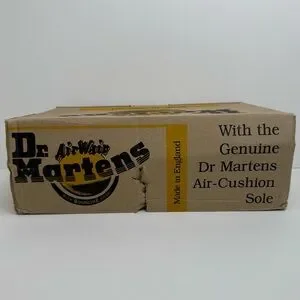 Dr.
AirWair
Martens
Made in England
With the
Genuine
Dr Martens
Air-Cushion
Sole